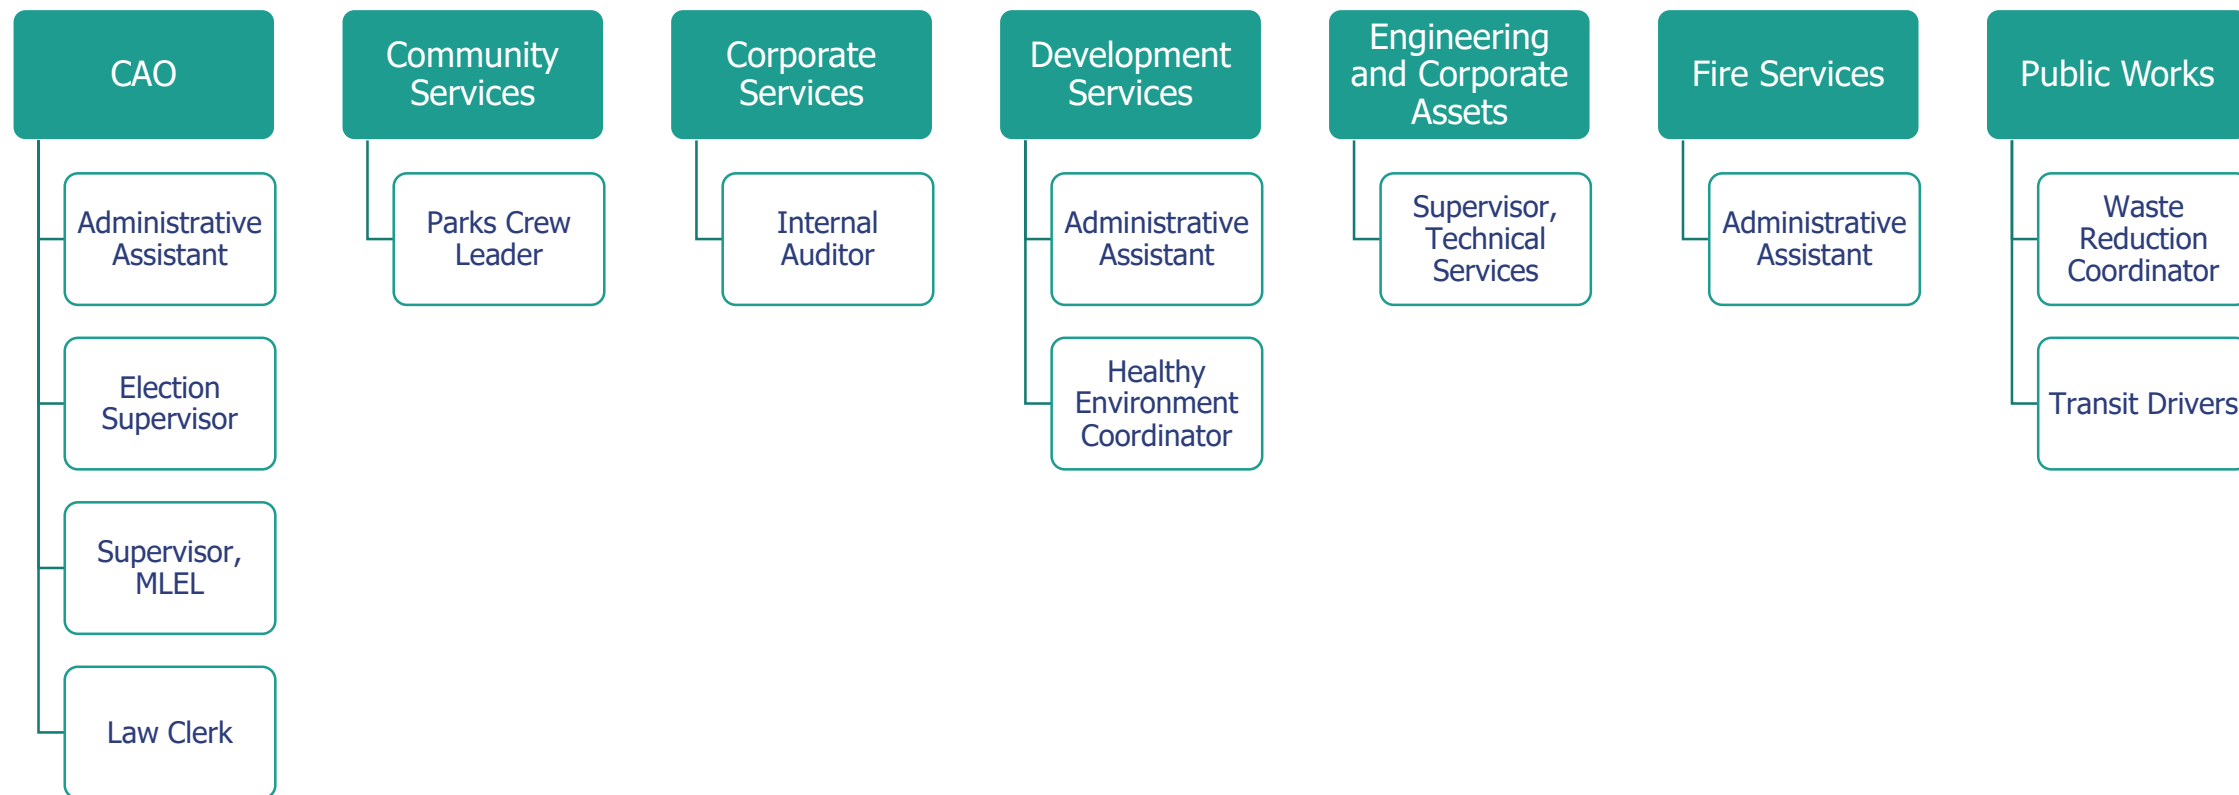 CAO
Administrative
Assistant
Election
Supervisor
Supervisor,
MLEL
Law Clerk
Community
Services
Parks Crew
Leader
Corporate
Services
Internal
Auditor
Development
Services
Administrative
Assistant
Healthy
Environment
Coordinator
Engineering
and Corporate
Assets
Supervisor,
Technical
Services
Fire Services
Administrative
Assistant
Public Works
Waste
Reduction
Coordinator
Transit Drivers